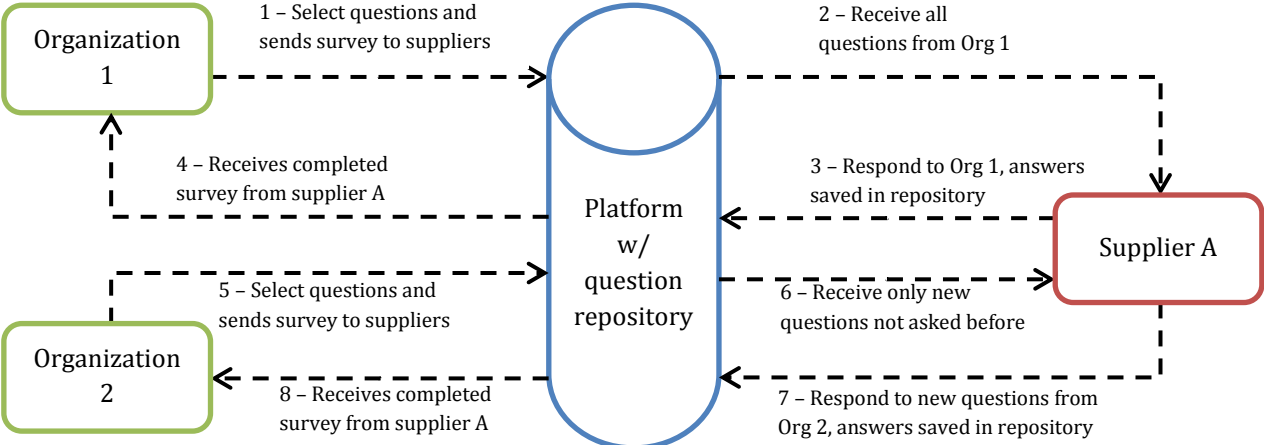 Organization
1
1 – Select questions and
sends survey to suppliers
2 – Receive all
questions from Org 1
4 – Receives completed
survey from supplier A
3 – Respond to Org 1, answers
saved in repository
Platform
w/
question
repository
Supplier A
5 – Select questions and
sends survey to suppliers
6 – Receive only new
questions not asked before
Organization
2
8 – Receives completed
survey from supplier A
7 – Respond to new questions from
Org 2, answers saved in repository